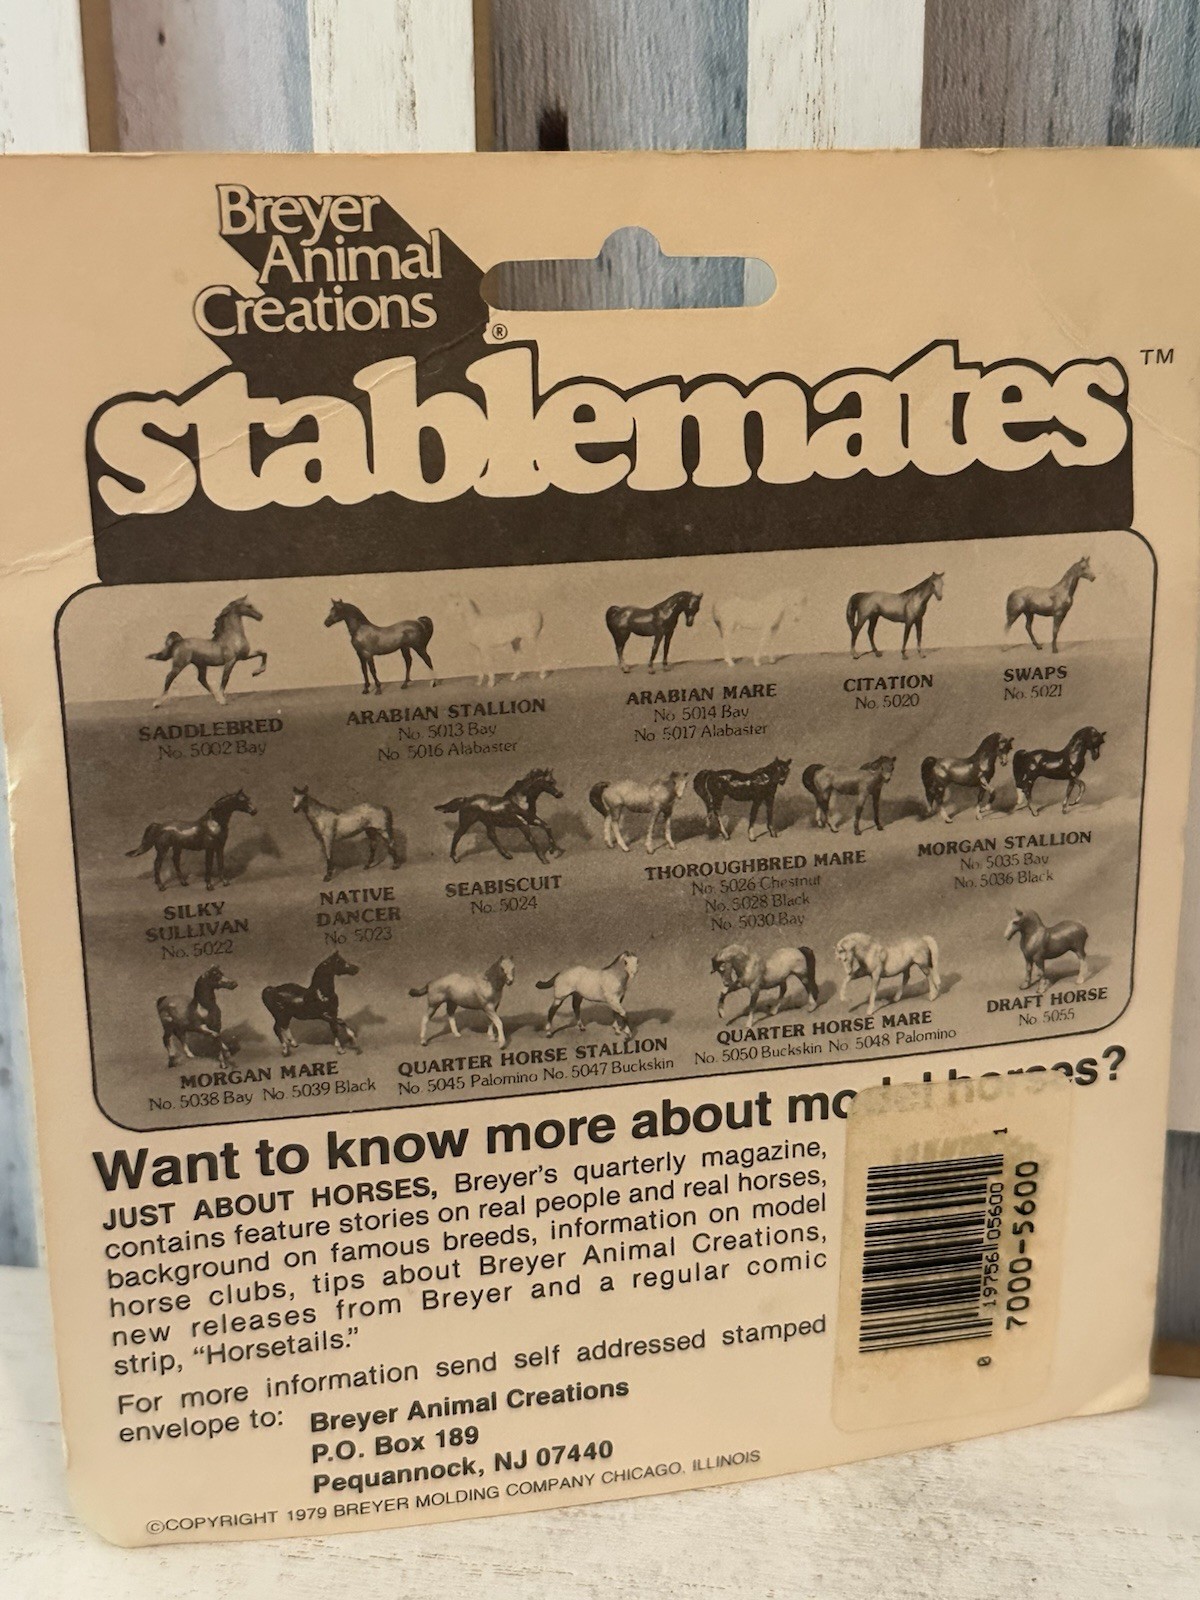 Breyer
Animal
Creations
®
stablemates ™
SADDLEBRED
No. 5002 Bay
ARABIAN STALLION
No. 5013 Bay
No. 5016 Alabaster
ARABIAN MARE
No. 5014 Bay
No. 5017 Alabaster
CITATION
No. 5020
SWAPS
No. 5021
SILKY
SULLIVAN
No. 5022
NATIVE
DANCER
No. 5023
SEABISCUIT
No. 5024
THOROUGHBRED MARE
No. 5026 Chestnut
No. 5028 Black
No. 5030 Bay
MORGAN STALLION
No. 5035 Bay
No. 5036 Black
MORGAN MARE
No. 5038 Bay No. 5039 Black
QUARTER HORSE STALLION
No. 5045 Palomino No. 5047 Buckskin
QUARTER HORSE MARE
No. 5050 Buckskin No. 5048 Palomino
DRAFT HORSE
No. 5055
Want to know more about model horses?
JUST ABOUT HORSES, Breyer's quarterly magazine,
contains feature stories on real people and real horses,
background on famous breeds, information on model
horse clubs, tips about Breyer Animal Creations,
new releases from Breyer and a regular comic
strip, “Horsetails.”
For more information send self addressed stamped
envelope to:
Breyer Animal Creations
P.O. Box 189
Pequannock, NJ 07440
©COPYRIGHT 1979 BREYER MOLDING COMPANY CHICAGO, ILLINOIS
0 19756 05600 1
7000-5600